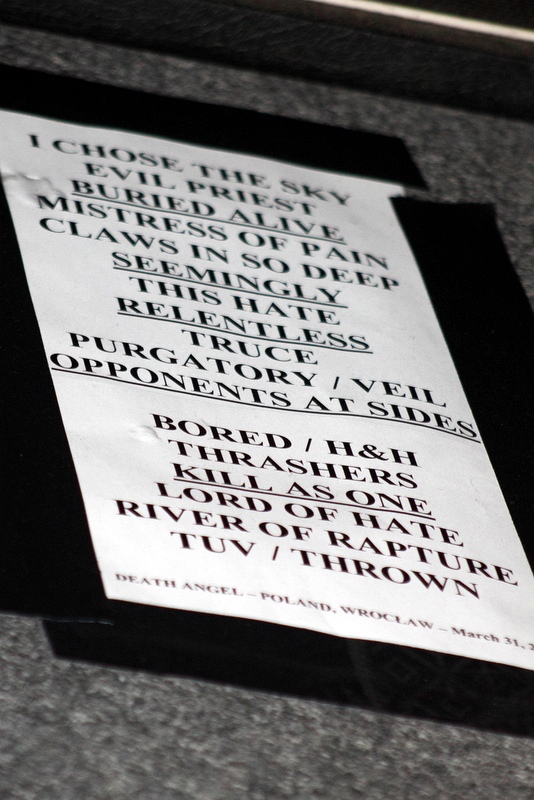 I CHOSE THE SKY
EVIL PRIEST
BURIED ALIVE
MISTRESS OF PAIN
CLAWS IN SO DEEP
SEEMINGLY
THIS HATE
RELENTLESS
TRUCE
PURGATORY / VEIL
OPPONENTS AT SIDES
BORED / H&H
THRASHERS
KILL AS ONE
LORD OF HATE
RIVER OF RAPTURE
TUV / THROWN
DEATH ANGEL – POLAND, WROCŁAW – March 31, 2